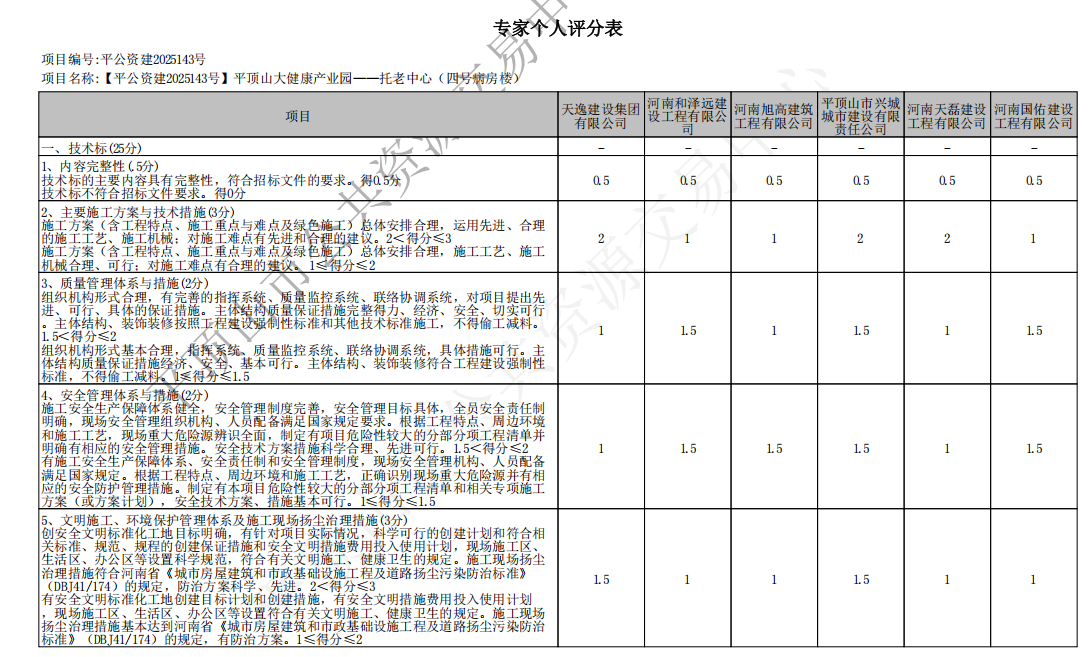 专家个人评分表
项目编号:平公资建2025143号
项目名称:【平公资建2025143号】平顶山大健康产业园——托老中心（四号病房楼）
项目
天逸建设集团
有限公司
河南和泽远建
设工程有限公
司
河南旭高建筑
工程有限公司
平顶山市兴城
城市建设有限
责任公司
河南天磊建设
工程有限公司
河南国佑建设
工程有限公司
一、技术标(25分)
- - - - - -
1、内容完整性(.5分)
技术标的主要内容具有完整性，符合招标文件的要求。得0.5分
技术标不符合招标文件要求。得0分
0.5 0.5 0.5 0.5 0.5 0.5
2、主要施工方案与技术措施(3分)
施工方案（含工程特点、施工重点与难点及绿色施工）总体安排合理，运用先进、合理
的施工工艺、施工机械；对施工难点有先进和合理的建议。2＜得分≤3
施工方案（含工程特点、施工重点与难点及绿色施工）总体安排合理，施工工艺、施工
机械合理、可行；对施工难点有合理的建议。1≤得分≤2
2 1 1 2 2 1
3、质量管理体系与措施(2分)
组织机构形式合理，有完善的指挥系统、质量监控系统、联络协调系统，对项目提出先
进、可行、具体的保证措施。主体结构质量保证措施完整得力、经济、安全、切实可行
。主体结构、装饰装修按照工程建设强制性标准和其他技术标准施工，不得偷工减料。
1.5＜得分≤2
组织机构形式基本合理，指挥系统、质量监控系统、联络协调系统，具体措施可行。主
体结构质量保证措施经济、安全、基本可行。主体结构、装饰装修符合工程建设强制性
标准，不得偷工减料。1≤得分≤1.5
1 1.5 1 1.5 1 1.5
4、安全管理体系与措施(2分)
施工安全生产保障体系健全，安全管理制度完善，安全管理目标具体，全员安全责任制
明确，现场安全管理组织机构、人员配备满足国家规定要求。根据工程特点、周边环境
和施工工艺，现场重大危险源辨识全面，制定有项目危险性较大的分部分项工程清单并
明确有相应的安全管理措施。安全技术方案措施科学合理、先进可行。1.5＜得分≤2
有施工安全生产保障体系、安全责任制和安全管理制度，现场安全管理机构、人员配备
满足国家规定。根据工程特点、周边环境和施工工艺，正确识别现场重大危险源并有相
应的安全防护管理措施。制定有本项目危险性较大的分部分项工程清单和相关专项施工
方案（或方案计划），安全技术方案、措施基本可行。1≤得分≤1.5
1 1.5 1.5 1.5 1 1.5
5、文明施工、环境保护管理体系及施工现场扬尘治理措施(3分)
创安全文明标准化工地目标明确，有针对项目实际情况，科学可行的创建计划和符合相
关标准、规范、规程的创建保证措施和安全文明措施费用投入使用计划，现场施工区、
生活区、办公区等设置科学规范，符合有关文明施工、健康卫生的规定。施工现场扬尘
治理措施符合河南省《城市房屋建筑和市政基础设施工程及道路扬尘污染防治标准》
（DBJ41/174）的规定，防治方案科学、先进。2＜得分≤3
有安全文明标准化工地创建目标计划和创建措施，有安全文明措施费用投入使用计划
，现场施工区、生活区、办公区等设置符合有关文明施工、健康卫生的规定。施工现场
扬尘治理措施基本达到河南省《城市房屋建筑和市政基础设施工程及道路扬尘污染防治
标准》（DBJ41/174）的规定，有防治方案。1≤得分≤2
1.5 1 1 1.5 1 1